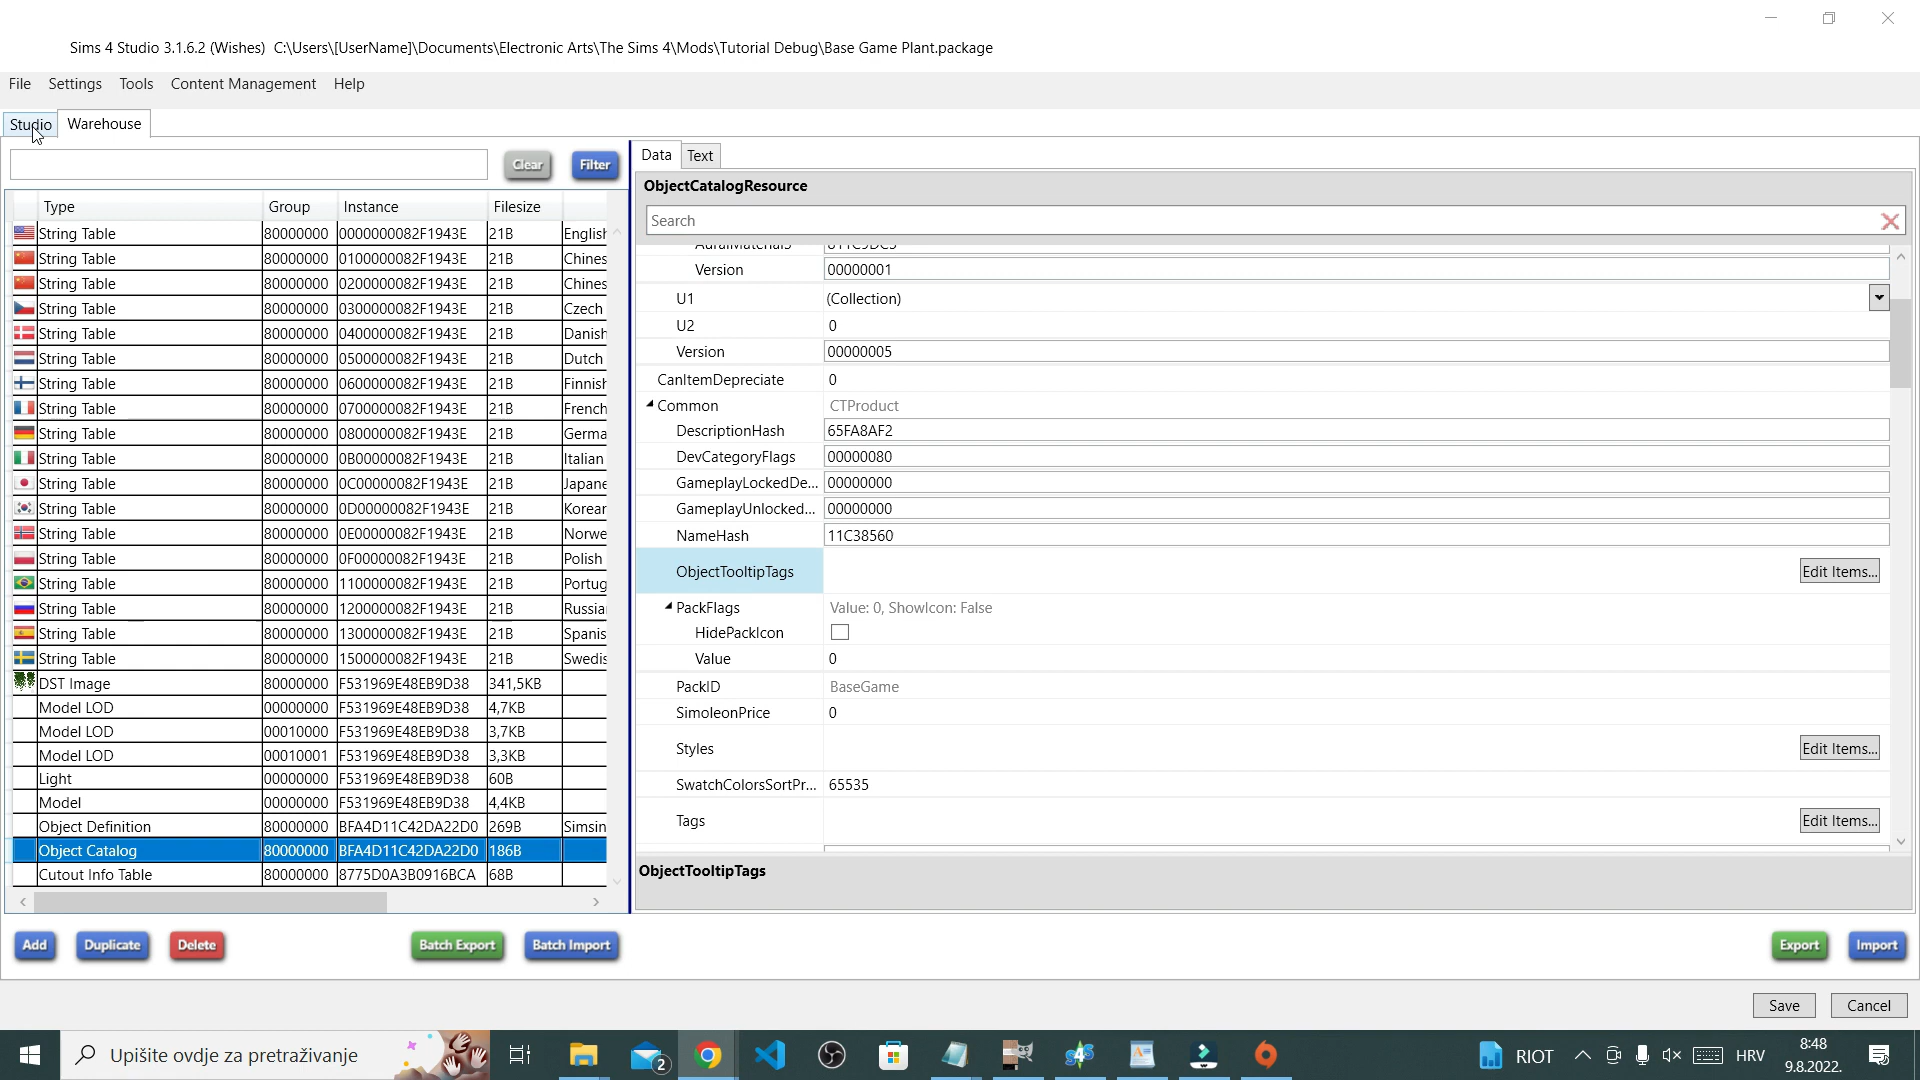 Sims 4 Studio 3.1.6.2 (Wishes) C:\Users\[UserName]\Documents\Electronic Arts\The Sims 4\Mods\Tutorial Debug\Base Game Plant.package
File Settings Tools Content Management Help
Studio Warehouse
Clear Filter
Type Group Instance Filesize
String Table 80000000 0000000082F1943E 21B English
String Table 80000000 0100000082F1943E 21B Chines
String Table 80000000 0200000082F1943E 21B Chines
String Table 80000000 0300000082F1943E 21B Czech
String Table 80000000 0400000082F1943E 21B Danish
String Table 80000000 0500000082F1943E 21B Dutch
String Table 80000000 0600000082F1943E 21B Finnish
String Table 80000000 0700000082F1943E 21B French
String Table 80000000 0800000082F1943E 21B Germa
String Table 80000000 0B00000082F1943E 21B Italian
String Table 80000000 0C00000082F1943E 21B Japane
String Table 80000000 0D00000082F1943E 21B Korear
String Table 80000000 0E00000082F1943E 21B Norwe
String Table 80000000 0F00000082F1943E 21B Polish
String Table 80000000 1100000082F1943E 21B Portug
String Table 80000000 1200000082F1943E 21B Russia
String Table 80000000 1300000082F1943E 21B Spanis
String Table 80000000 1500000082F1943E 21B Swedis
DST Image 80000000 F531969E48EB9D38 341,5KB
Model LOD 00000000 F531969E48EB9D38 4,7KB
Model LOD 00010000 F531969E48EB9D38 3,7KB
Model LOD 00010001 F531969E48EB9D38 3,3KB
Light 00000000 F531969E48EB9D38 60B
Model 00000000 F531969E48EB9D38 4,4KB
Object Definition 80000000 BFA4D11C42DA22D0 269B Simsin
Object Catalog 80000000 BFA4D11C42DA22D0 186B
Cutout Info Table 80000000 8775D0A3B0916BCA 68B
Add Duplicate Delete Batch Export Batch Import
Data Text
ObjectCatalogResource
Search
Version 00000001
U1 (Collection)
U2 0
Version 00000005
CanItemDepreciate 0
Common CTProduct
DescriptionHash 65FA8AF2
DevCategoryFlags 00000080
GameplayLockedDe... 00000000
GameplayUnlocked... 00000000
NameHash 11C38560
ObjectTooltipTags Edit Items...
PackFlags Value: 0, ShowIcon: False
HidePackIcon
Value 0
PackID BaseGame
SimoleonPrice 0
Styles Edit Items...
SwatchColorsSortPr... 65535
Tags Edit Items...
ObjectTooltipTags
Export Import
Save Cancel
Upišite ovdje za pretraživanje 2 RIOT HRV 8:48
9.8.2022.